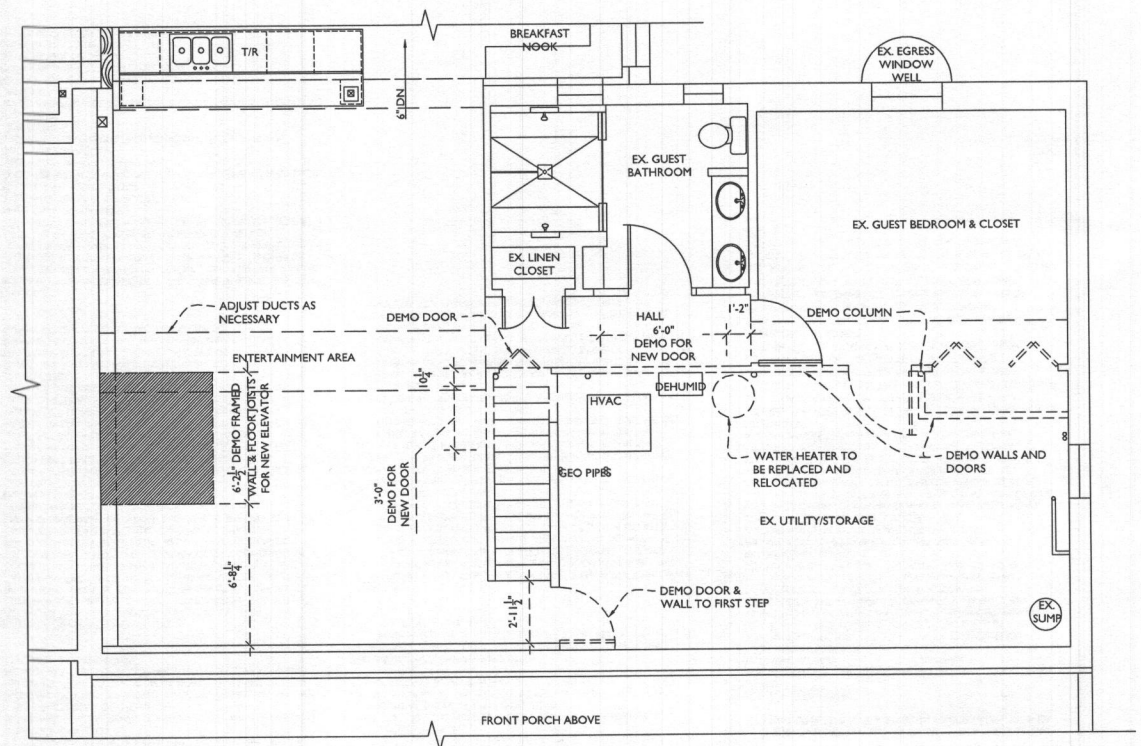 BREAKFAST
NOOK
T/R
6"DN
EX. EGRESS
WINDOW
WELL
EX. GUEST
BATHROOM
EX. GUEST BEDROOM & CLOSET
EX. LINEN
CLOSET
ADJUST DUCTS AS
NECESSARY
DEMO DOOR
HALL
6'-0"
DEMO FOR
NEW DOOR
1'-2"
DEMO COLUMN
ENTERTAINMENT AREA
6'-2 1/2" DEMO FRAMED
WALL & FLOOR JOISTS
FOR NEW ELEVATOR
10 1/4"
DEHUMID
HVAC
GEO PIPES
3'-0"
DEMO FOR
NEW DOOR
WATER HEATER TO
BE REPLACED AND
RELOCATED
DEMO WALLS AND
DOORS
EX. UTILITY/STORAGE
6'-8 1/4"
2'-11 1/2"
DEMO DOOR &
WALL TO FIRST STEP
EX.
SUMP
FRONT PORCH ABOVE